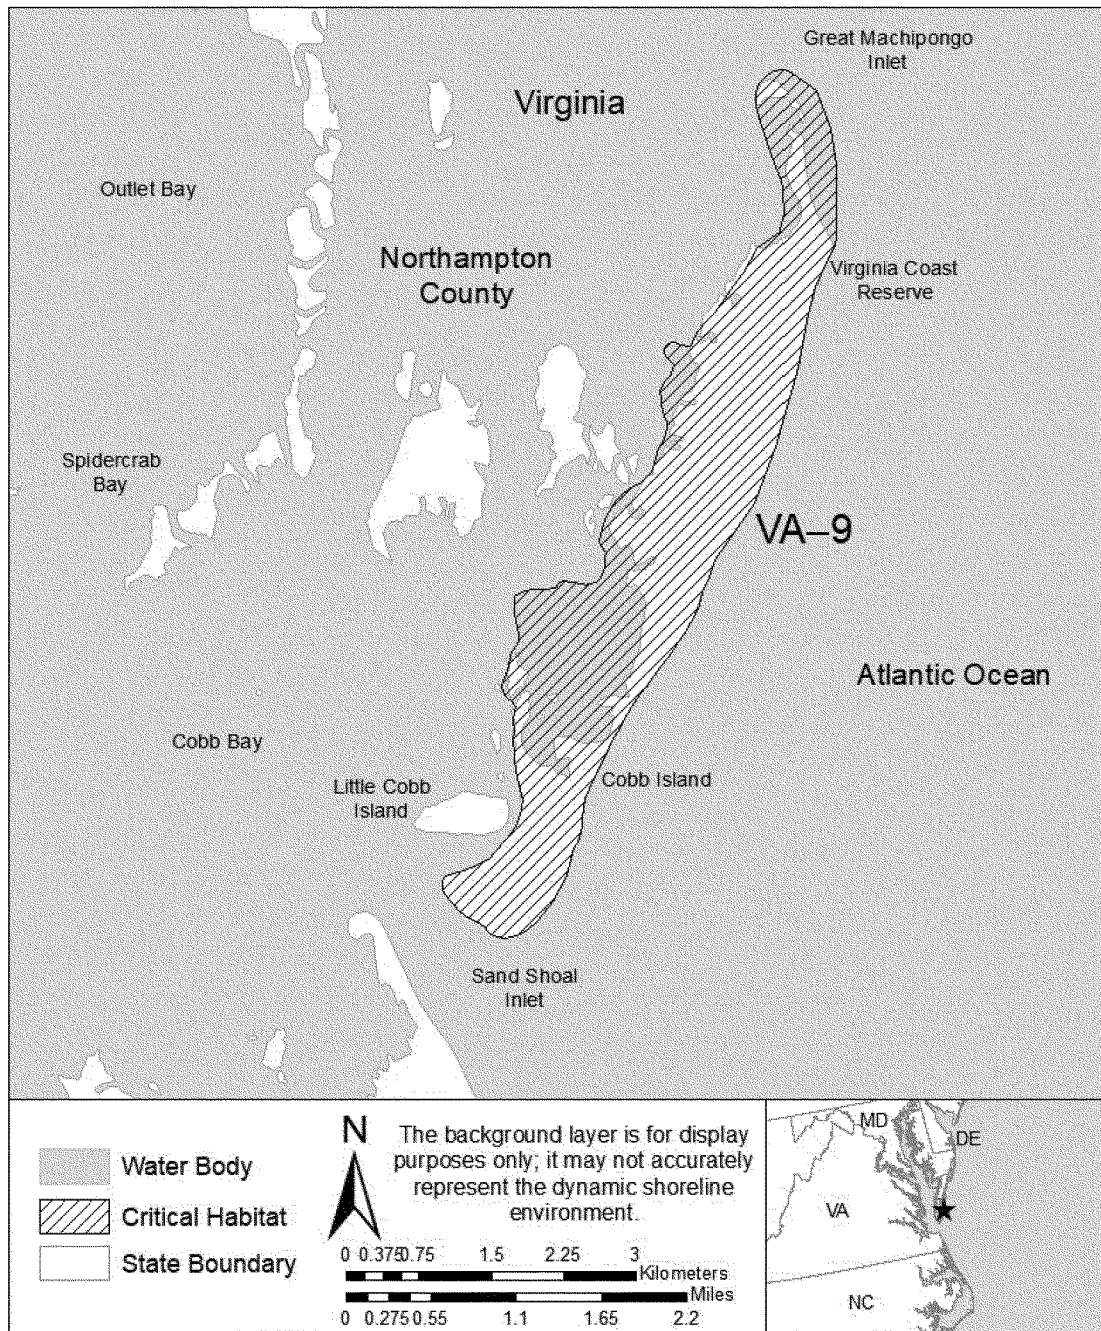 Great Machipongo
Inlet
Virginia
Outlet Bay
Northampton
County
Virginia Coast
Reserve
Spidercrab
Bay
VA–9
Atlantic Ocean
Cobb Bay
Little Cobb
Island
Cobb Island
Sand Shoal
Inlet
Water Body
Critical Habitat
State Boundary
N
The background layer is for display
purposes only; it may not accurately
represent the dynamic shoreline
environment.
0 0.375 0.75 1.5 2.25 3
Kilometers
Miles
0 0.275 0.55 1.1 1.65 2.2
MD
DE
VA
NC